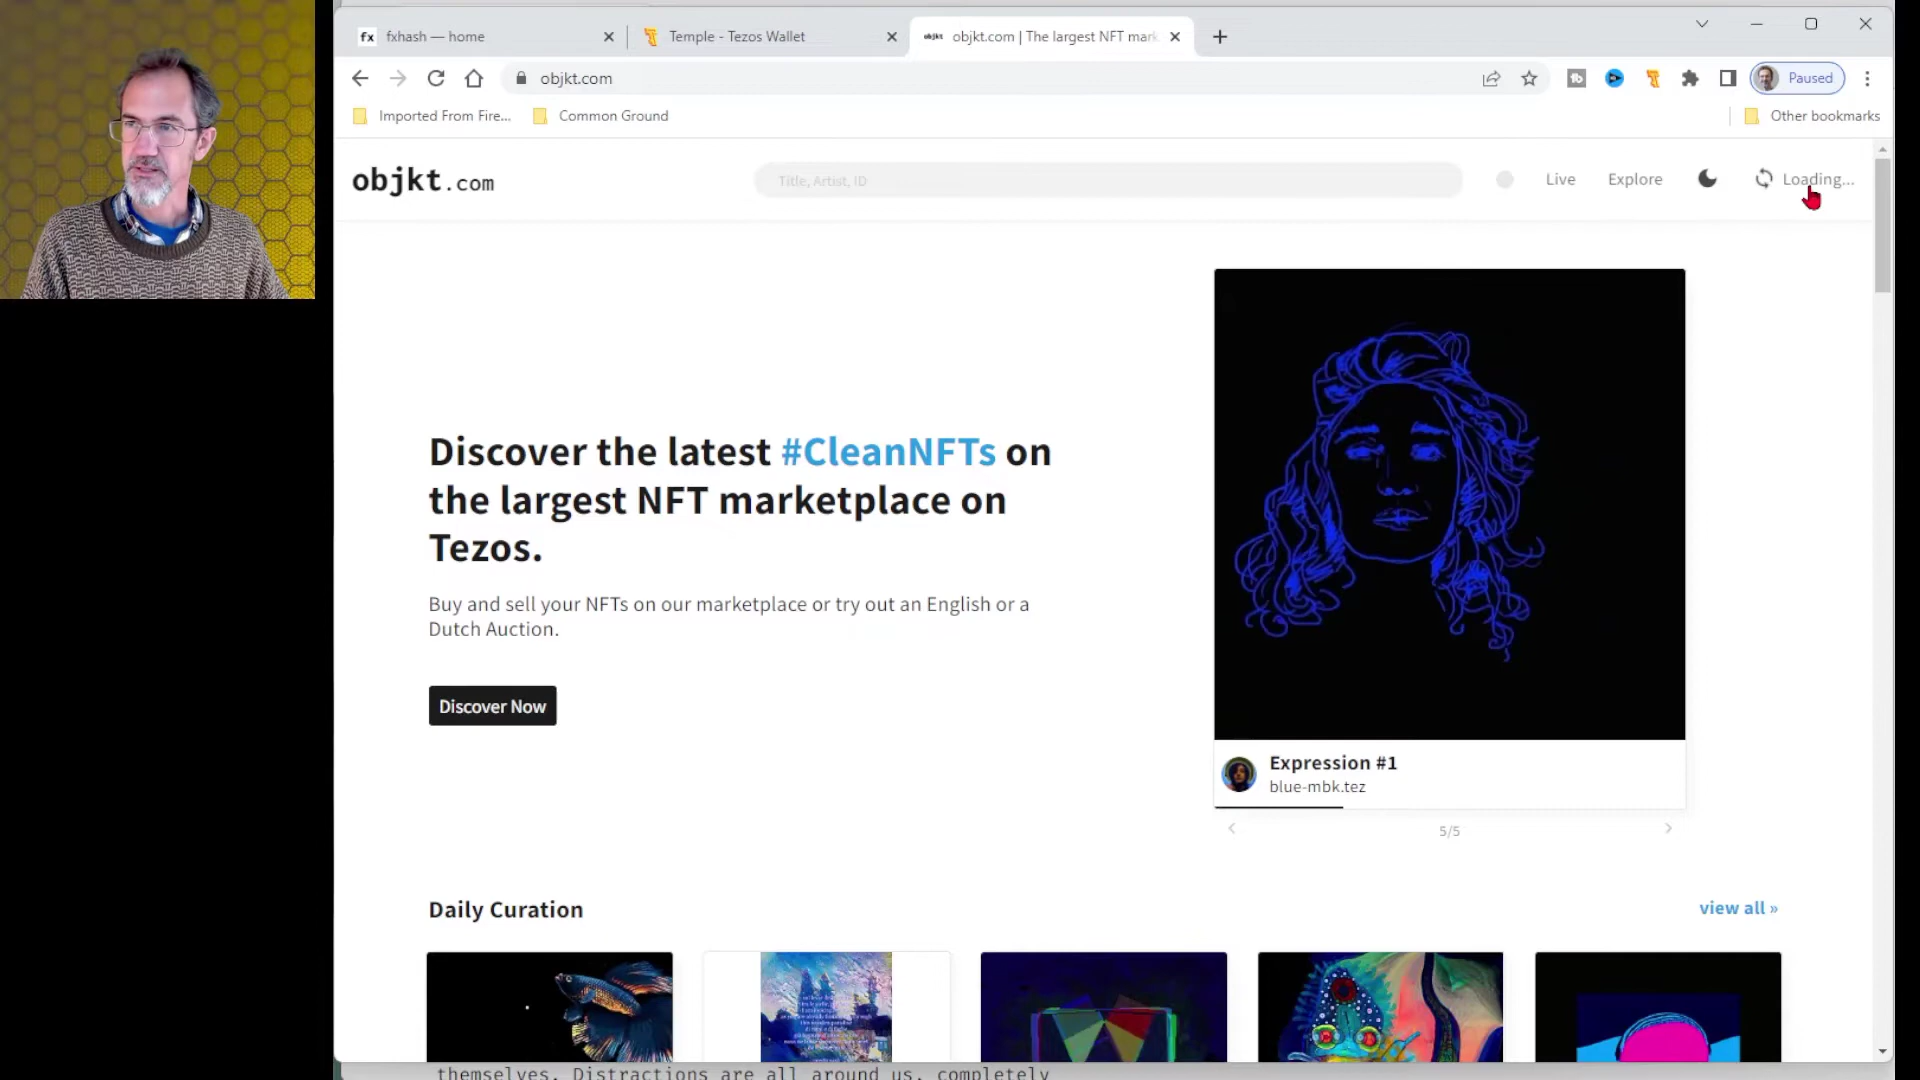 fx fxhash — home
Temple - Tezos Wallet
objkt objkt.com | The largest NFT mark
objkt.com
Paused
Imported From Fire...
Common Ground
Other bookmarks
objkt.com
Title, Artist, ID
Live
Explore
Loading...
Discover the latest #CleanNFTs on
the largest NFT marketplace on
Tezos.
Buy and sell your NFTs on our marketplace or try out an English or a
Dutch Auction.
Discover Now
Expression #1
blue-mbk.tez
5/5
Daily Curation
view all »
themselves. Distractions are all around us, completely